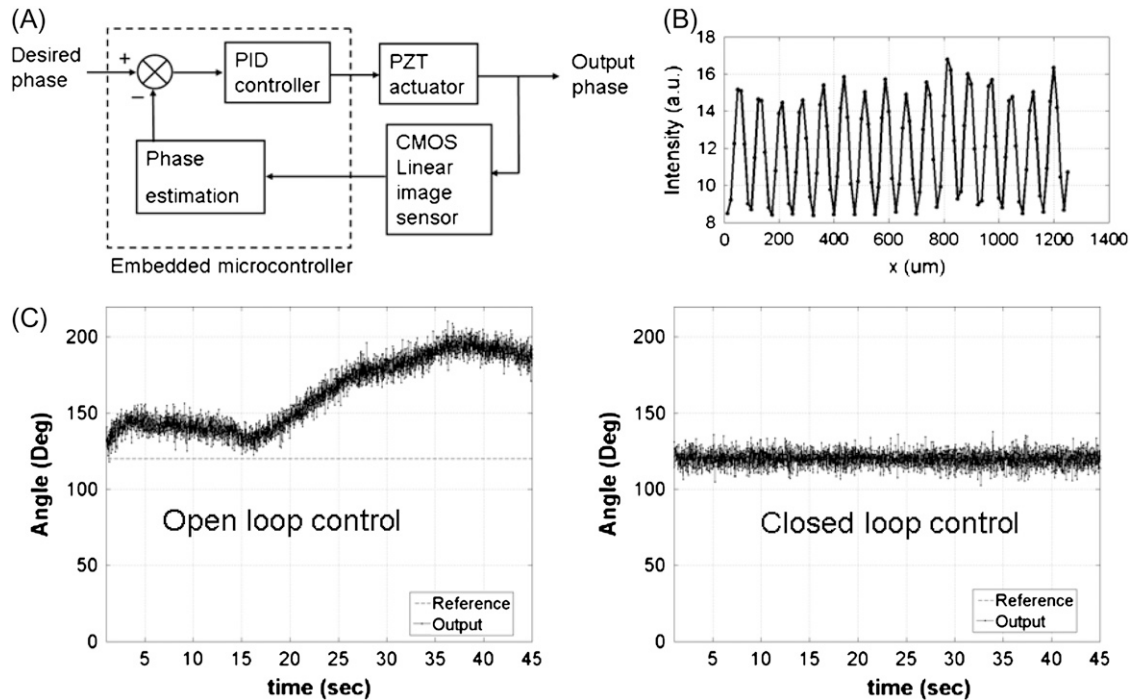 (A)
Desired
phase
+
−
PID
controller
PZT
actuator
Output
phase
Phase
estimation
CMOS
Linear
image
sensor
Embedded microcontroller
(B)
18
16
14
12
10
8
Intensity (a.u.)
0 200 400 600 800 1000 1200 1400
x (um)
(C)
200
150
100
50
0
Angle (Deg)
Open loop control
Reference
Output
5 10 15 20 25 30 35 40 45
time (sec)
200
150
100
50
0
Angle (Deg)
Closed loop control
Reference
Output
5 10 15 20 25 30 35 40 45
time (sec)